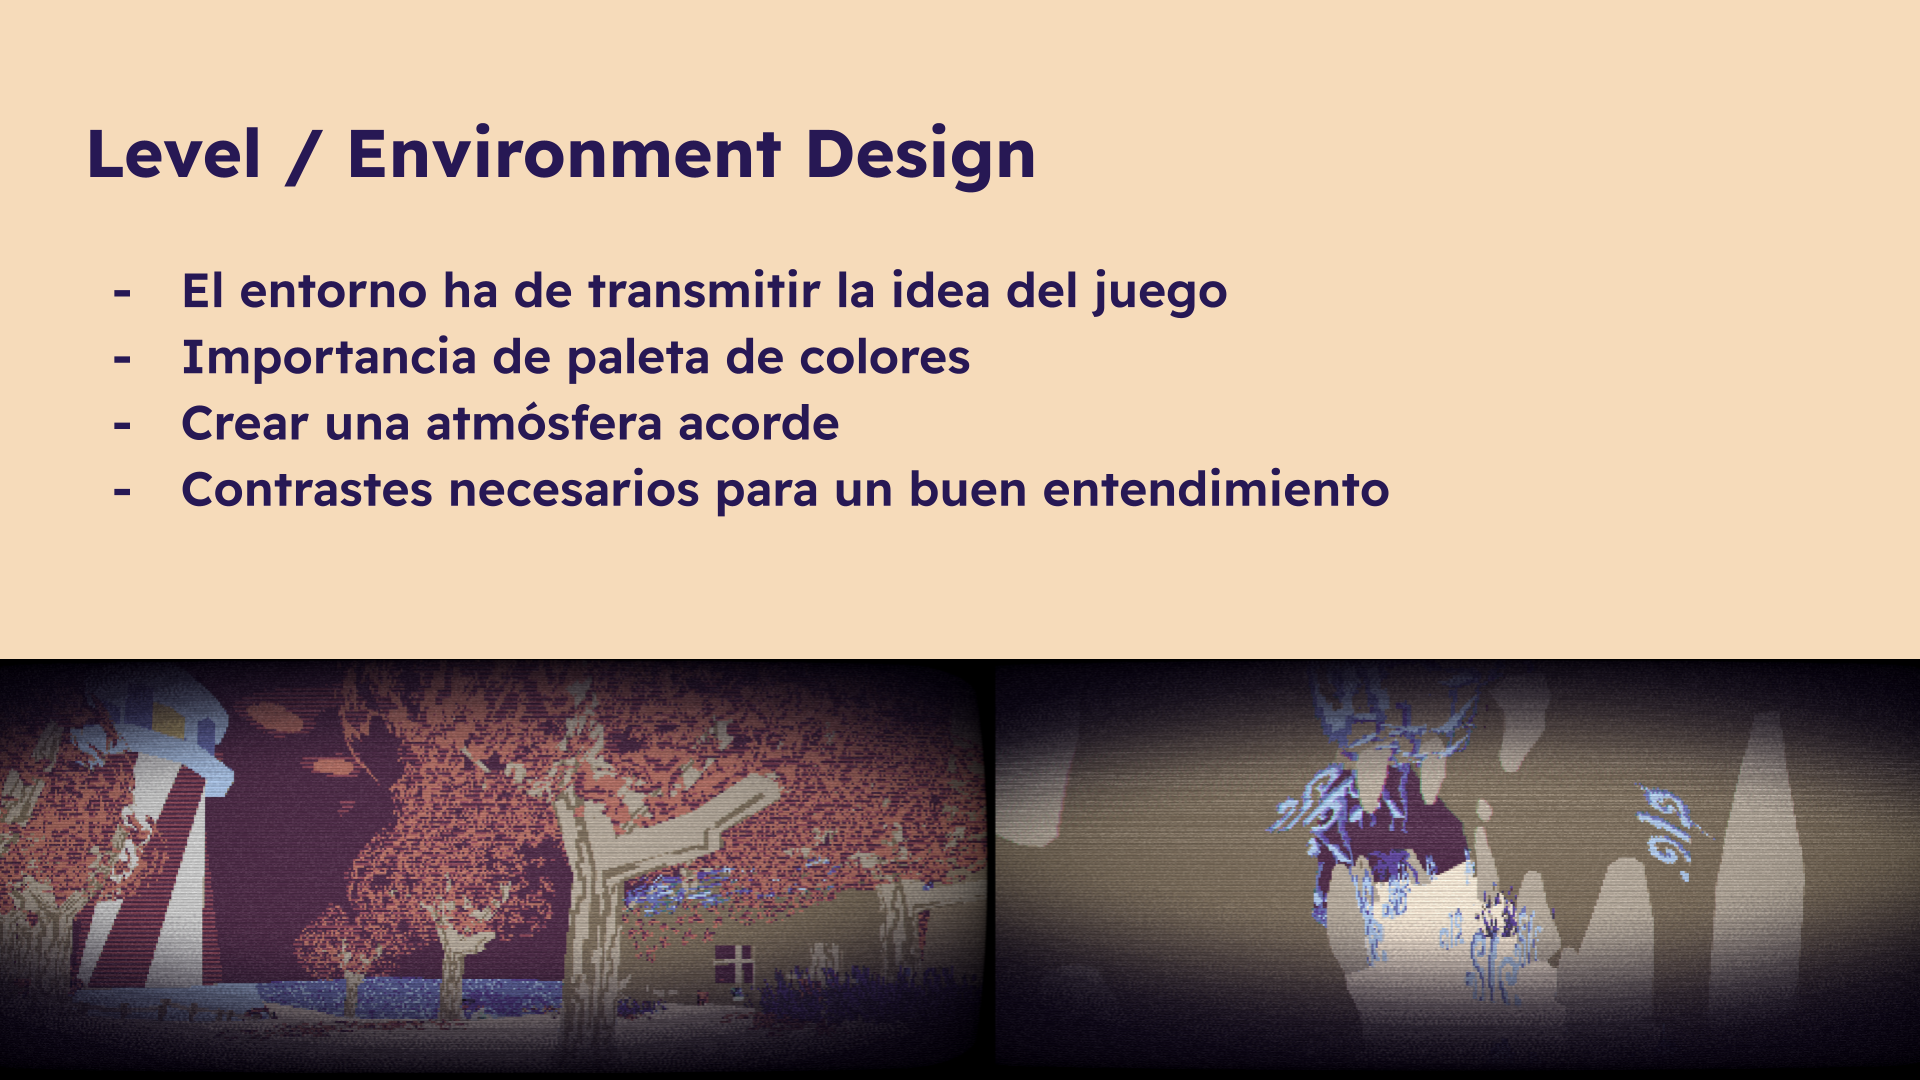 Level / Environment Design
- El entorno ha de transmitir la idea del juego
- Importancia de paleta de colores
- Crear una atmósfera acorde
- Contrastes necesarios para un buen entendimiento